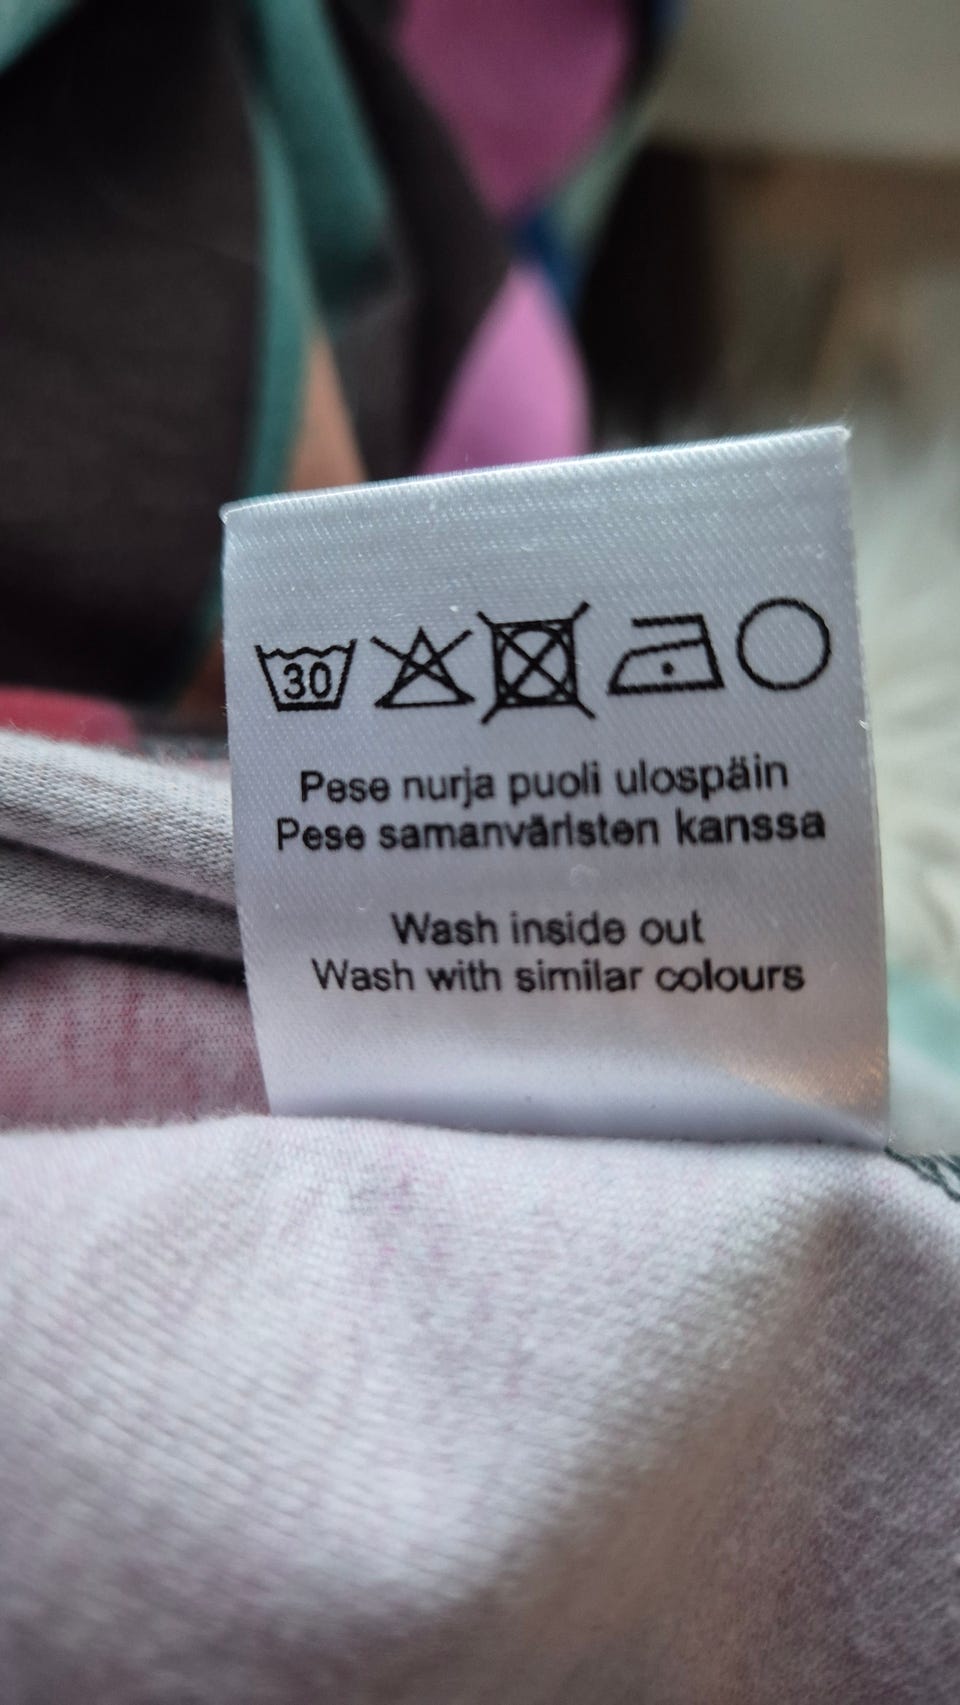 30
Pese nurja puoli ulospäin
Pese samanväristen kanssa
Wash inside out
Wash with similar colours